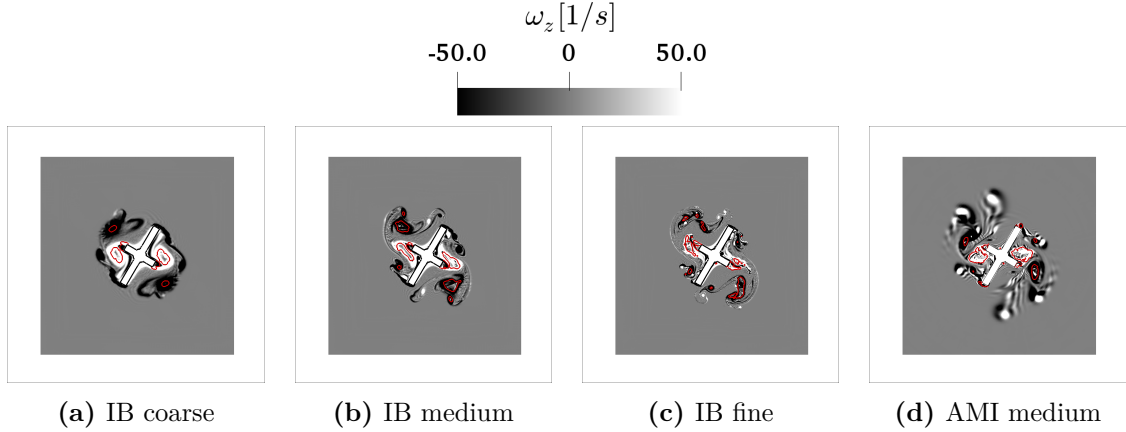 ω_z [1/s]
-50.0 0 50.0
(a) IB coarse (b) IB medium (c) IB fine (d) AMI medium